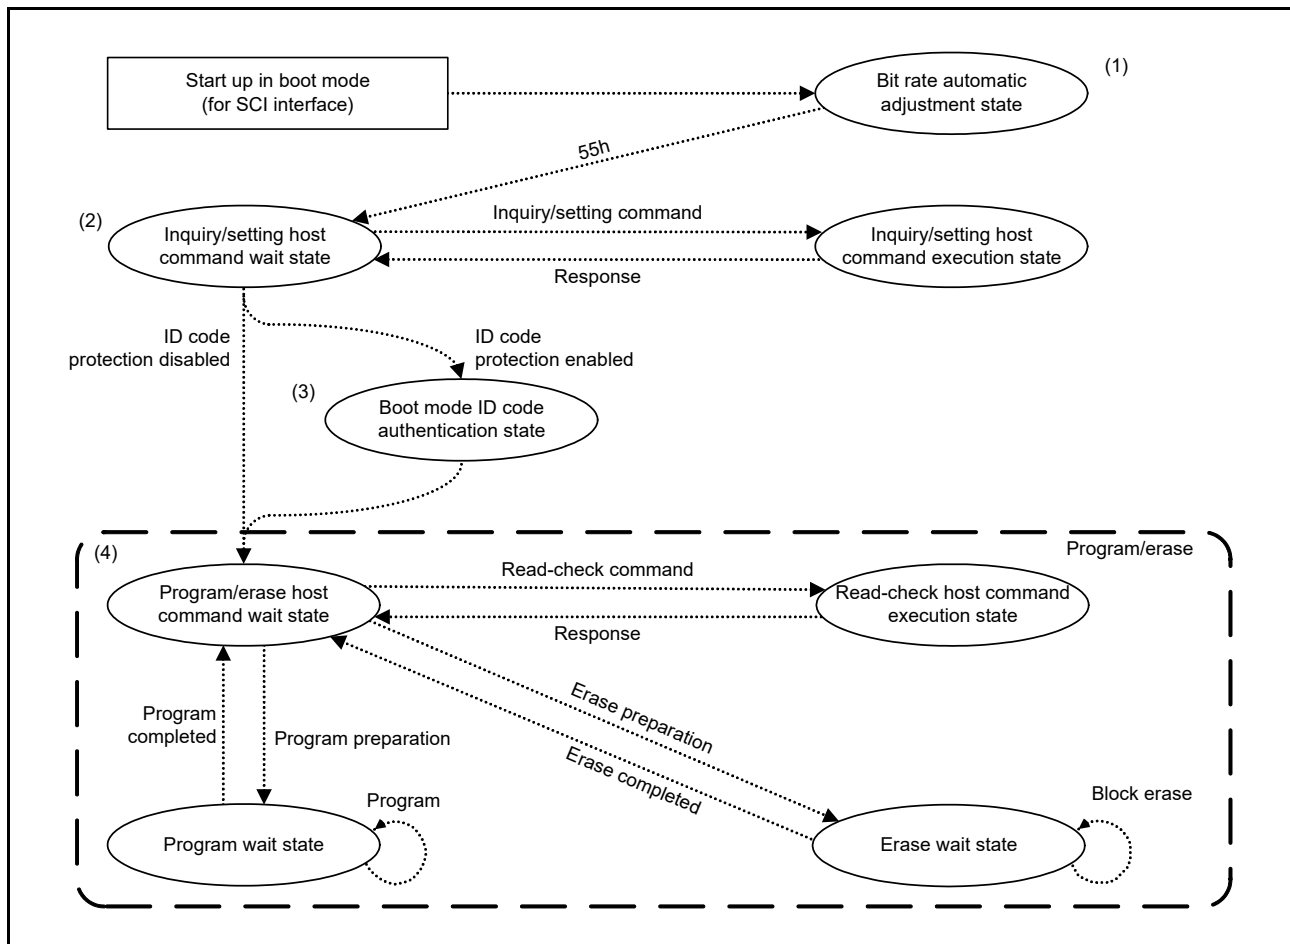 Start up in boot mode
(for SCI interface)
Bit rate automatic
adjustment state
(1)
55h
(2)
Inquiry/setting host
command wait state
Inquiry/setting command
Response
Inquiry/setting host
command execution state
ID code
protection disabled
ID code
protection enabled
(3)
Boot mode ID code
authentication state
(4)
Program/erase
Program/erase host
command wait state
Read-check command
Response
Read-check host command
execution state
Program
completed
Program preparation
Erase preparation
Erase completed
Program
Program wait state
Block erase
Erase wait state